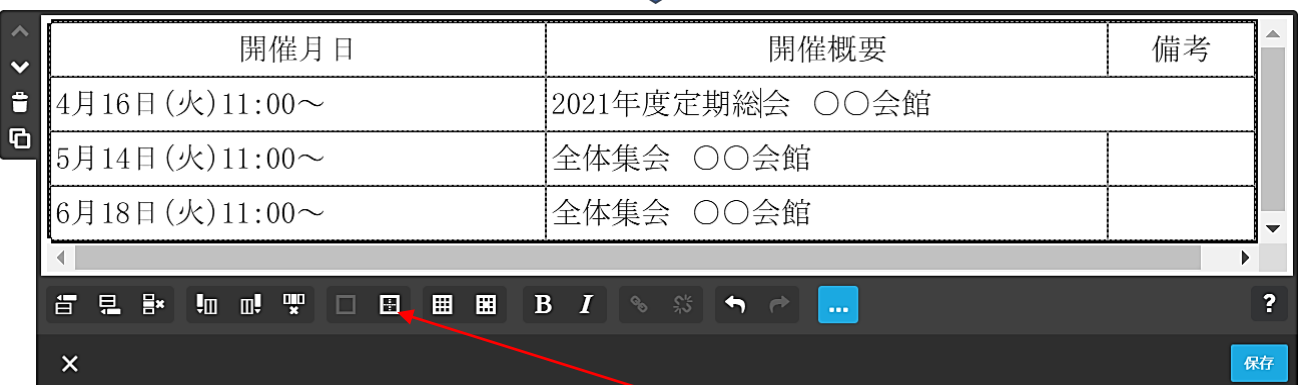 開催月日 開催概要 備考
4月16日(火)11:00～ 2021年度定期総会 ○○会館
5月14日(火)11:00～ 全体集会 ○○会館
6月18日(火)11:00～ 全体集会 ○○会館
B I ... ?
保存